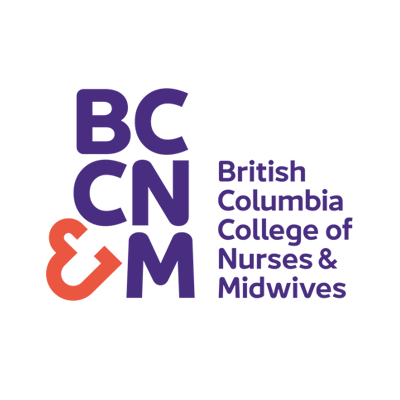 BC
CN
&M
British
Columbia
College of
Nurses &
Midwives